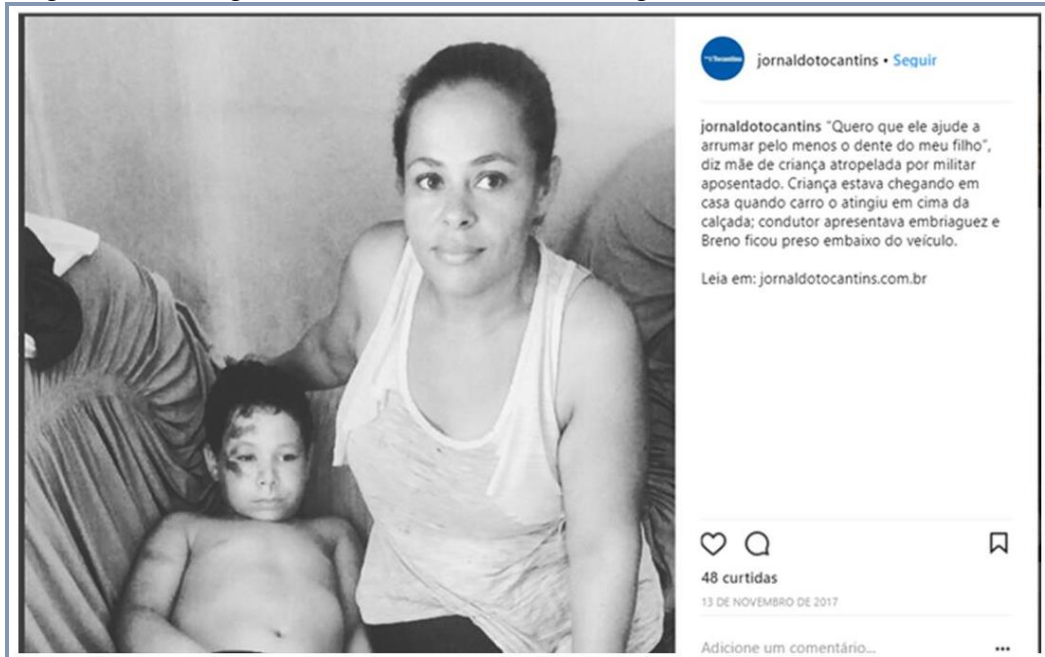 jornaldotocantins • Seguir
jornaldotocantins “Quero que ele ajude a
arrumar pelo menos o dente do meu filho”,
diz mãe de criança atropelada por militar
aposentado. Criança estava chegando em
casa quando carro o atingiu em cima da
calçada; condutor apresentava embriaguez e
Breno ficou preso embaixo do veículo.
Leia em: jornaldotocantins.com.br
48 curtidas
13 DE NOVEMBRO DE 2017
Adicione um comentário...